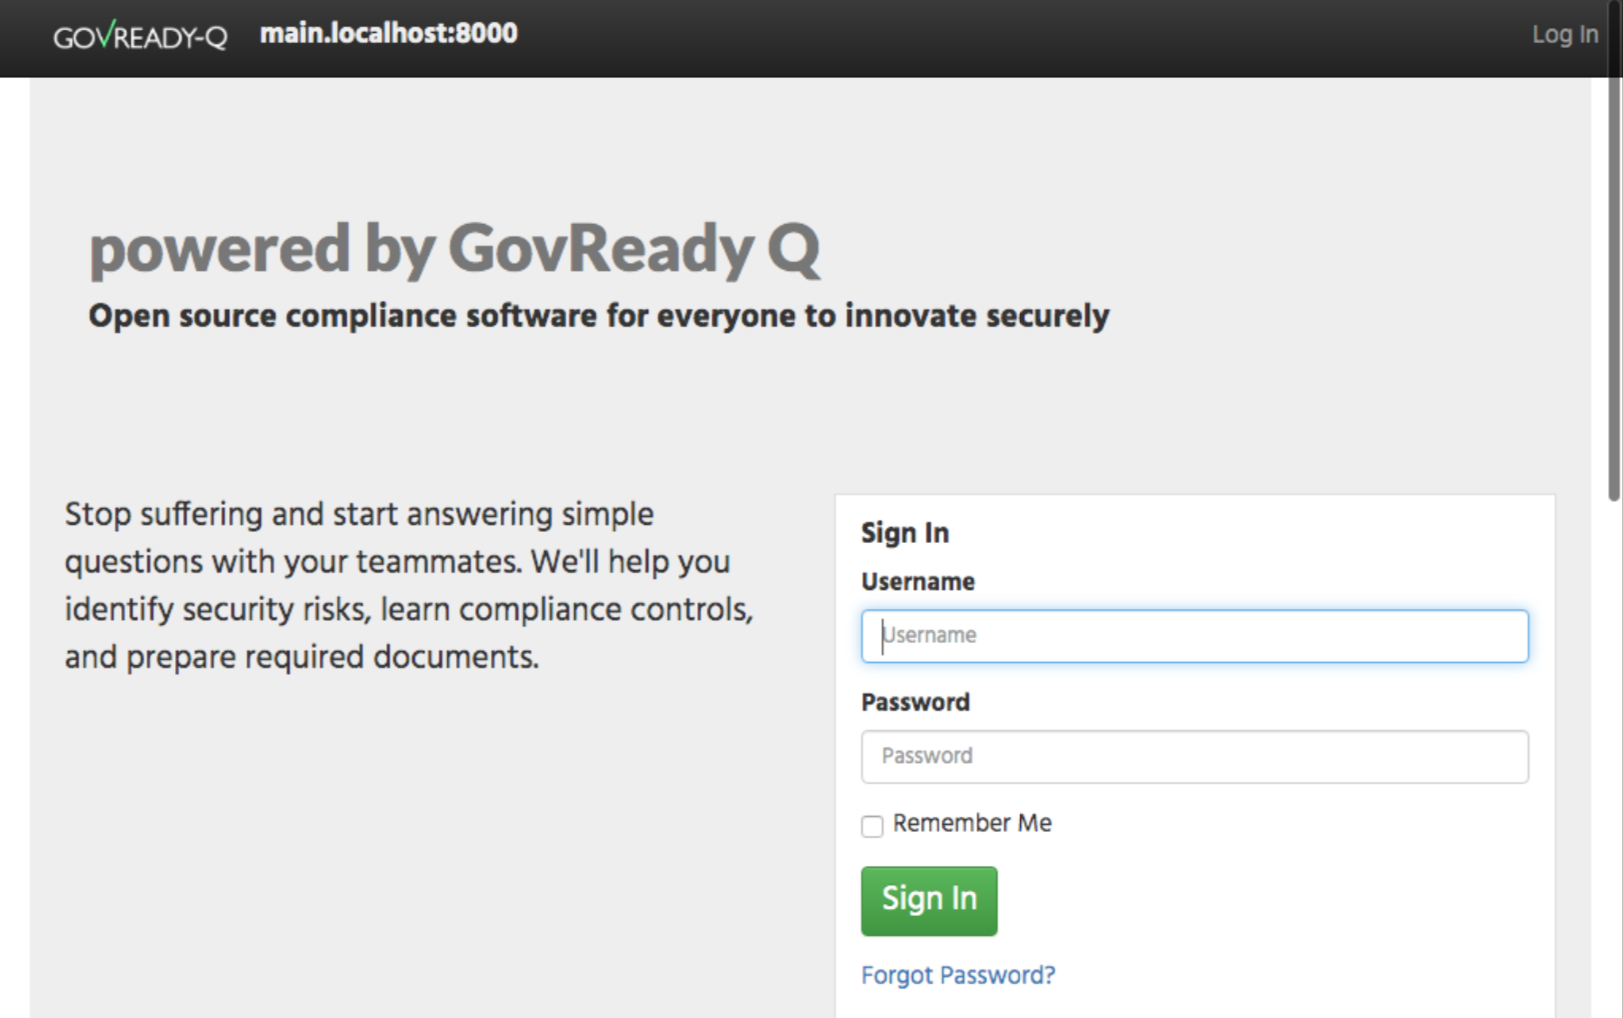 GOVREADY-Q main.localhost:8000 Log In
powered by GovReady Q
Open source compliance software for everyone to innovate securely
Stop suffering and start answering simple
questions with your teammates. We'll help you
identify security risks, learn compliance controls,
and prepare required documents.
Sign In
Username
Username
Password
Password
Remember Me
Sign In
Forgot Password?